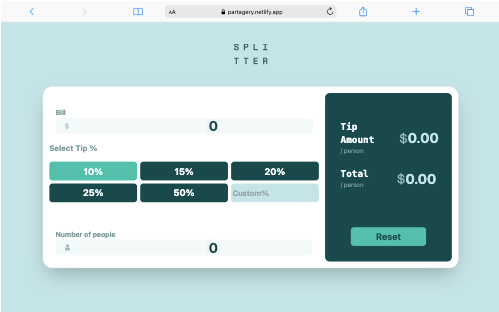 AA partagery.netlify.app
SPLI
TTER
Bill
$ 0
Select Tip %
10% 15% 20%
25% 50% Custom%
Number of people
0
Tip
Amount
/ person
$0.00
Total
/ person
$0.00
Reset